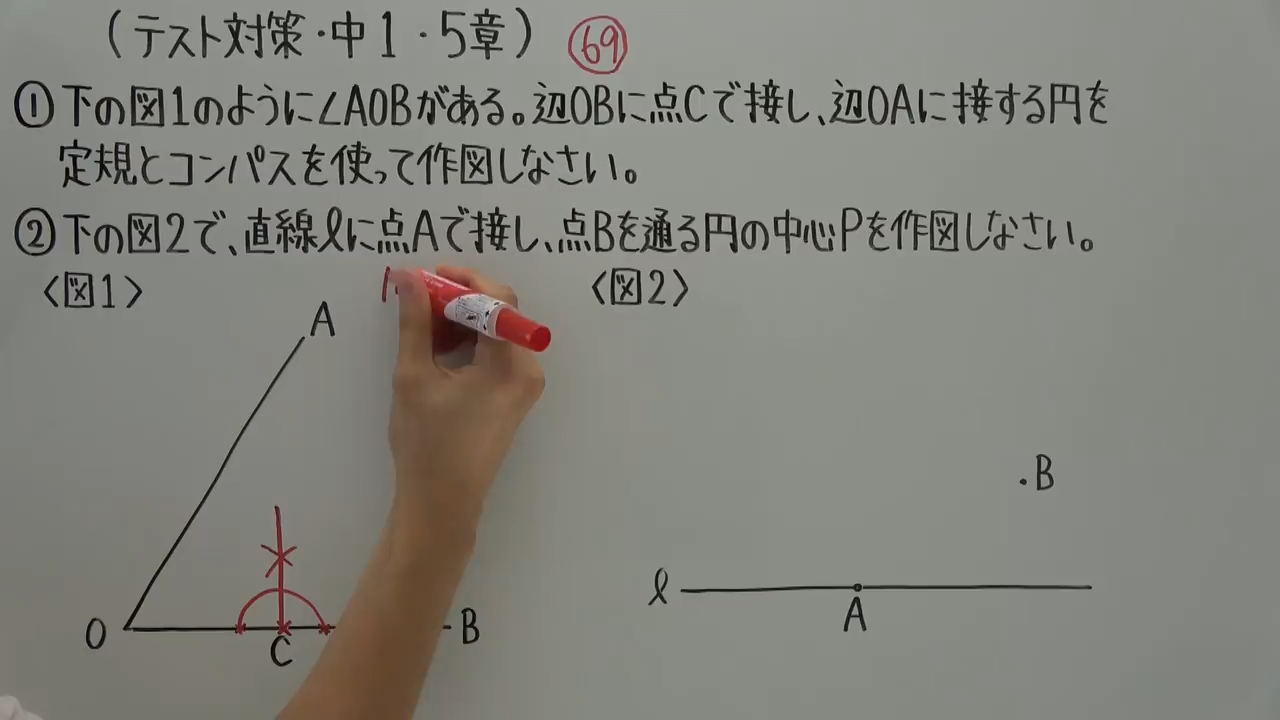 （テスト対策・中1・5章） 69
①下の図1のように∠AOBがある。辺OBに点Cで接し、辺OAに接する円を
定規とコンパスを使って作図しなさい。
②下の図2で、直線ℓに点Aで接し、点Bを通る円の中心Pを作図しなさい。
〈図1〉 〈図2〉
A
B
ℓ
A
O
B
C